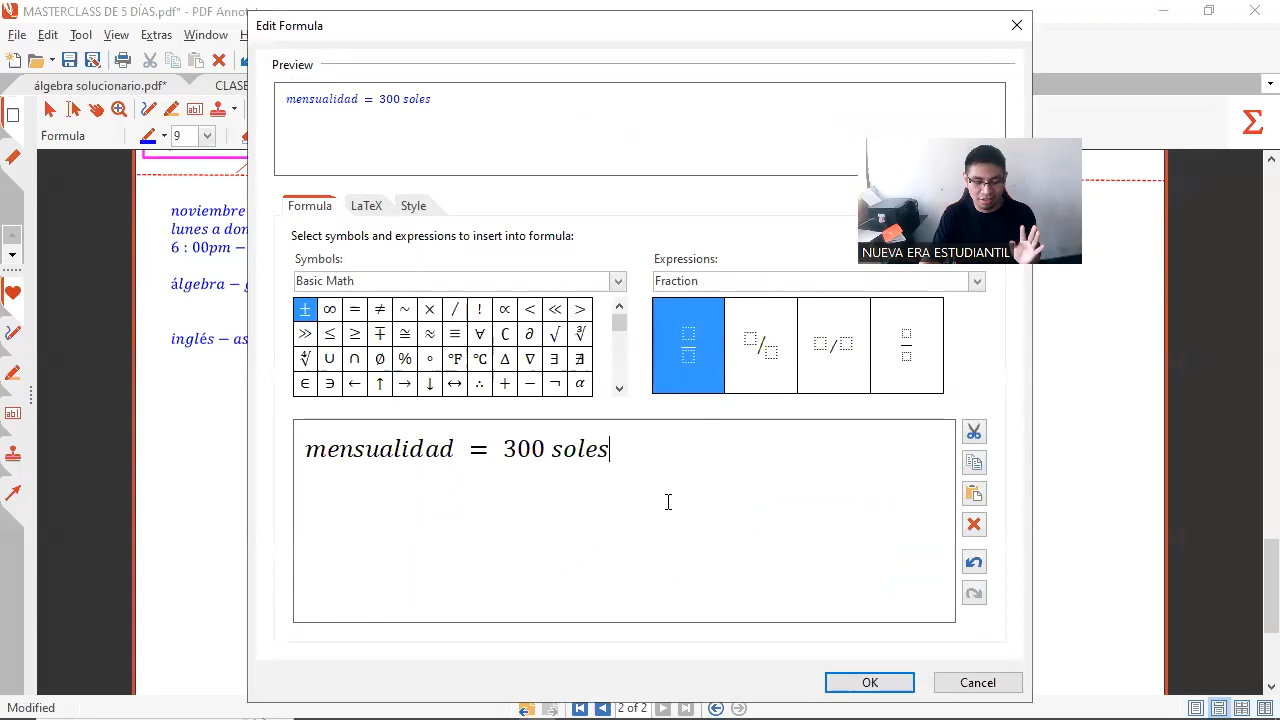 MASTERCLASS DE 5 DÍAS.pdf* - PDF Annot
Edit Formula
File Edit Tool View Extras Window H
Preview
álgebra solucionario.pdf* CLASE
mensualidad = 300 soles
Formula 9
Formula LaTeX Style
noviembre
lunes a dom
6 : 00pm −
álgebra − g
inglés − as
Select symbols and expressions to insert into formula:
Symbols: Expressions:
Basic Math Fraction
NUEVA ERA ESTUDIANTIL
± ∞ = ≠ ~ × / ! ∝ < ≪ >
≫ ≤ ≥ ∓ ≅ ≈ ≡ ∀ ∁ ∂ √ ∛
∜ ∪ ∩ ∅ % ° °F °C ∆ ∇ ∃ ∄
∈ ∋ ← ↑ → ↓ ↔ ∴ + − ¬ α
mensualidad = 300 soles
OK Cancel
Modified 2 of 2